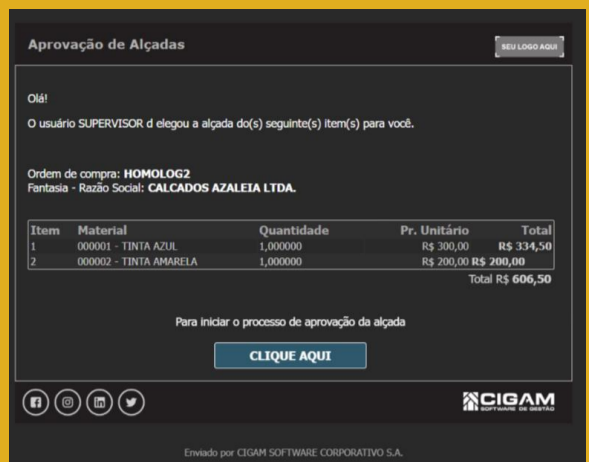 Aprovação de Alçadas
SEU LOGO AQUI
Olá!
O usuário SUPERVISOR d elegou a alçada do(s) seguinte(s) item(s) para você.
Ordem de compra: HOMOLOG2
Fantasia - Razão Social: CALCADOS AZALEIA LTDA.
Item Material Quantidade Pr. Unitário Total
1 000001 - TINTA AZUL 1,000000 R$ 300,00 R$ 334,50
2 000002 - TINTA AMARELA 1,000000 R$ 200,00 R$ 200,00
Total R$ 606,50
Para iniciar o processo de aprovação da alçada
CLIQUE AQUI
CIGAM
SOFTWARE DE GESTÃO
Enviado por CIGAM SOFTWARE CORPORATIVO S.A.